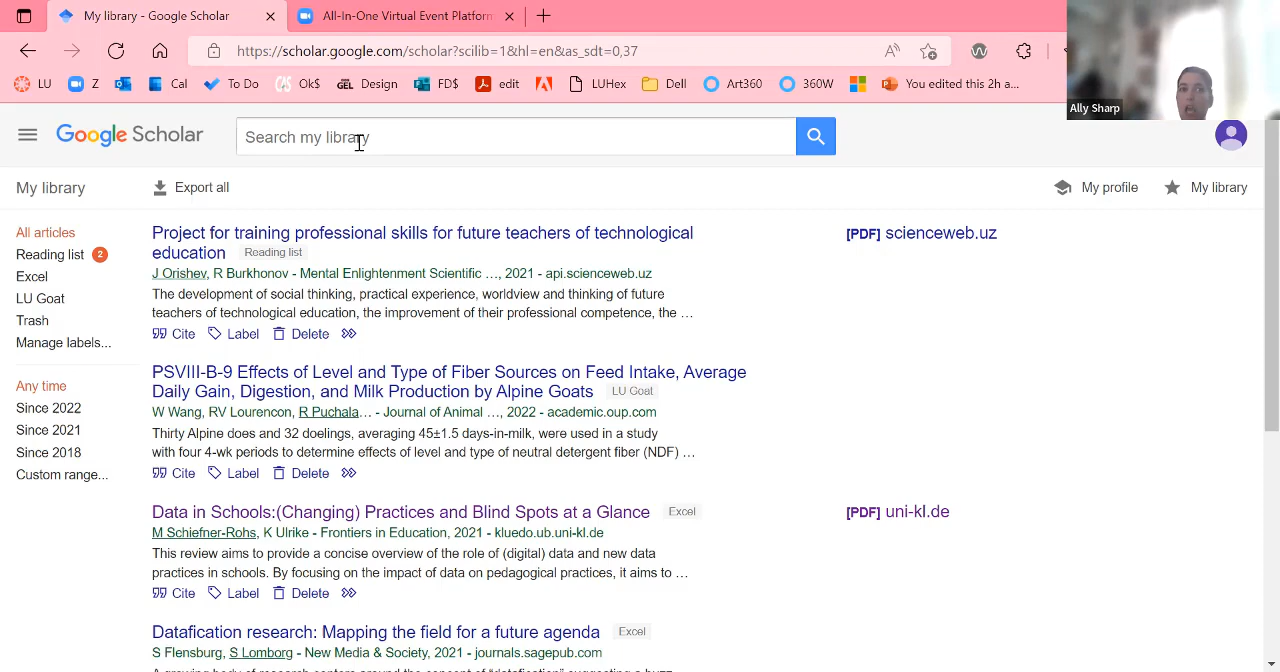 My library - Google Scholar
All-In-One Virtual Event Platform
https://scholar.google.com/scholar?scilib=1&hl=en&as_sdt=0,37
LU Z Cal To Do Ok$ GEL Design FD$ edit LUHex Dell Art360 360W You edited this 2h a...
Ally Sharp
Google Scholar
Search my library
My library
Export all
My profile
My library
All articles
Reading list 2
Excel
LU Goat
Trash
Manage labels...
Any time
Since 2022
Since 2021
Since 2018
Custom range...
Project for training professional skills for future teachers of technological
education Reading list
J Orishev, R Burkhonov - Mental Enlightenment Scientific …, 2021 - api.scienceweb.uz
The development of social thinking, practical experience, worldview and thinking of future
teachers of technological education, the improvement of their professional competence, the …
Cite Label Delete
[PDF] scienceweb.uz
PSVIII-B-9 Effects of Level and Type of Fiber Sources on Feed Intake, Average
Daily Gain, Digestion, and Milk Production by Alpine Goats LU Goat
W Wang, RV Lourencon, R Puchala… - Journal of Animal …, 2022 - academic.oup.com
Thirty Alpine does and 32 doelings, averaging 45±1.5 days-in-milk, were used in a study
with four 4-wk periods to determine effects of level and type of neutral detergent fiber (NDF) …
Cite Label Delete
Data in Schools:(Changing) Practices and Blind Spots at a Glance Excel
M Schiefner-Rohs, K Ulrike - Frontiers in Education, 2021 - kluedo.ub.uni-kl.de
This review aims to provide a concise overview of the role of (digital) data and new data
practices in schools. By focusing on the impact of data on pedagogical practices, it aims to …
Cite Label Delete
[PDF] uni-kl.de
Datafication research: Mapping the field for a future agenda Excel
S Flensburg, S Lomborg - New Media & Society, 2021 - journals.sagepub.com